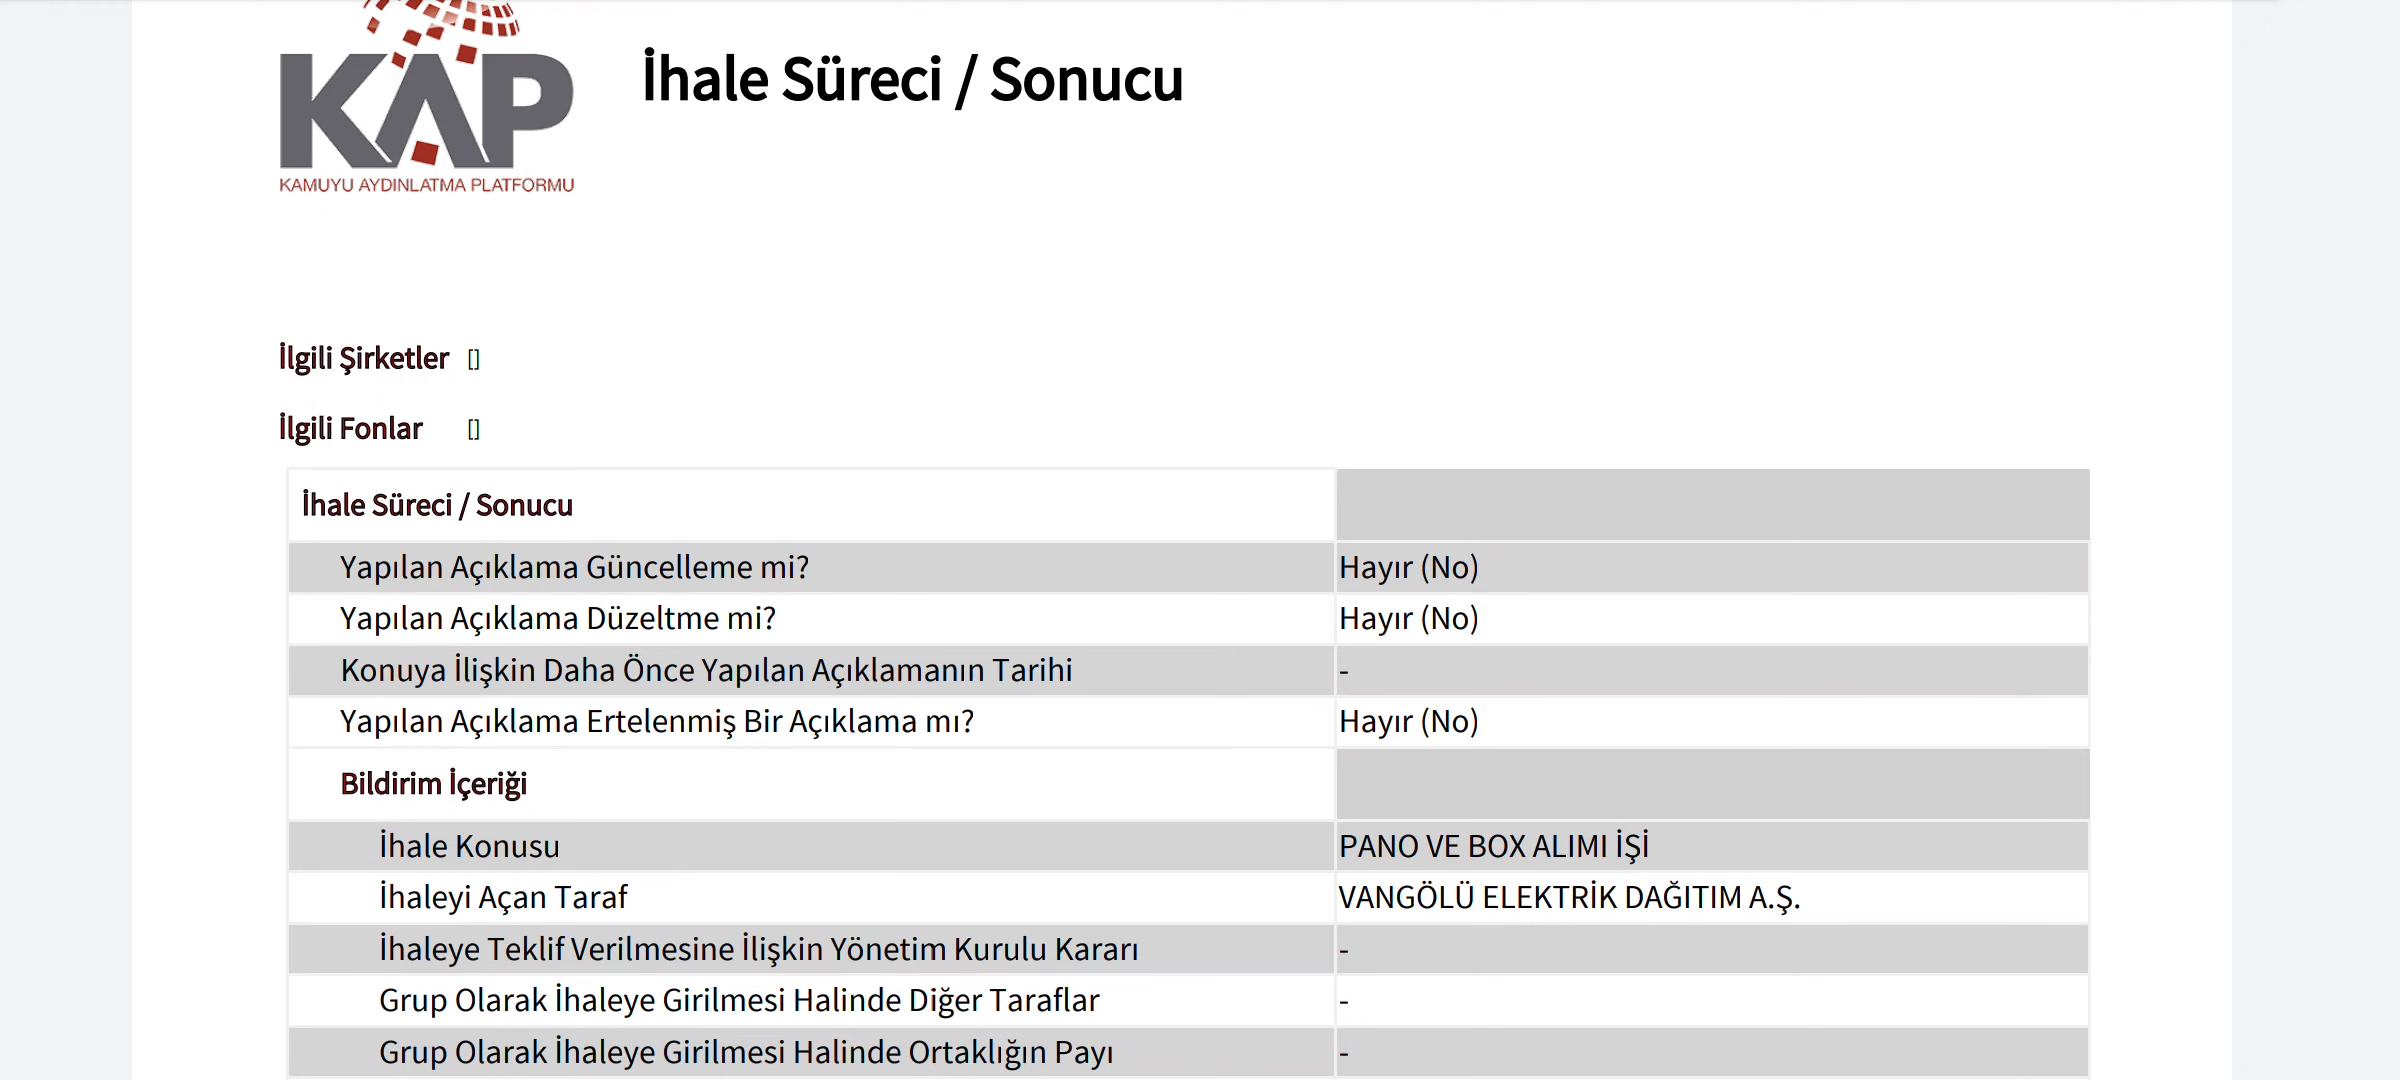 KAP
KAMUYU AYDINLATMA PLATFORMU
İhale Süreci / Sonucu
İlgili Şirketler []
İlgili Fonlar []
İhale Süreci / Sonucu
Yapılan Açıklama Güncelleme mi? Hayır (No)
Yapılan Açıklama Düzeltme mi? Hayır (No)
Konuya İlişkin Daha Önce Yapılan Açıklamanın Tarihi -
Yapılan Açıklama Ertelenmiş Bir Açıklama mı? Hayır (No)
Bildirim İçeriği
İhale Konusu PANO VE BOX ALIMI İŞİ
İhaleyi Açan Taraf VANGÖLÜ ELEKTRİK DAĞITIM A.Ş.
İhaleye Teklif Verilmesine İlişkin Yönetim Kurulu Kararı -
Grup Olarak İhaleye Girilmesi Halinde Diğer Taraflar -
Grup Olarak İhaleye Girilmesi Halinde Ortaklığın Payı -